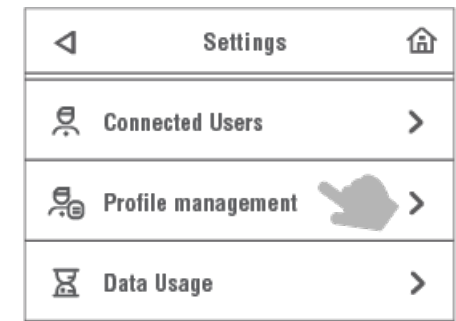 Settings
Connected Users
Profile management
Data Usage